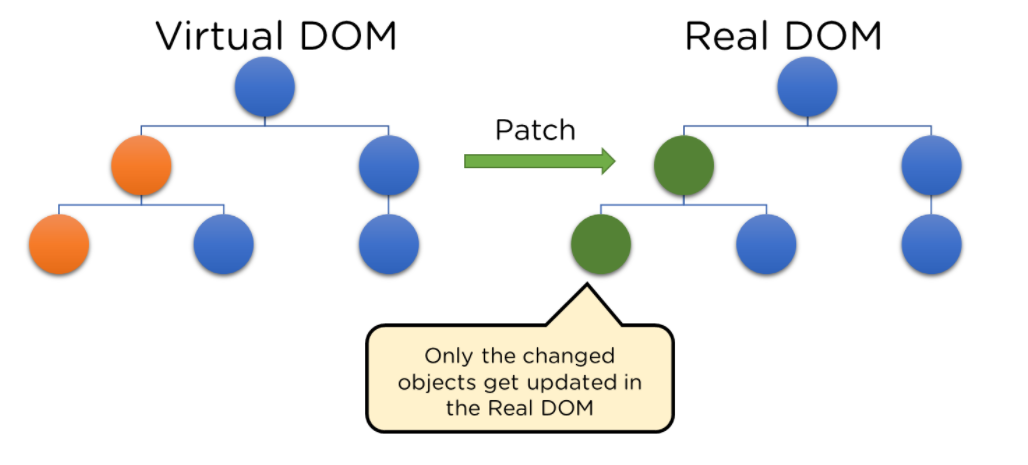 Virtual DOM
Real DOM
Patch
Only the changed
objects get updated in
the Real DOM